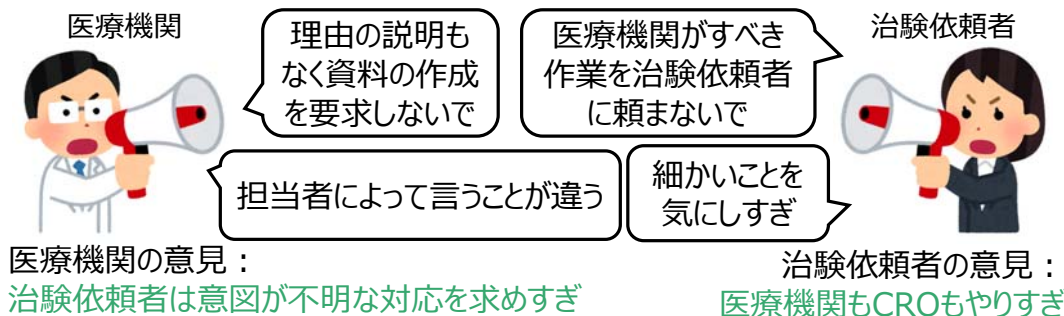 医療機関
理由の説明も
なく資料の作成
を要求しないで
医療機関がすべき
作業を治験依頼者
に頼まないで
治験依頼者
担当者によって言うことが違う
細かいことを
気にしすぎ
医療機関の意見：
治験依頼者は意図が不明な対応を求めすぎ
治験依頼者の意見：
医療機関もCROもやりすぎ